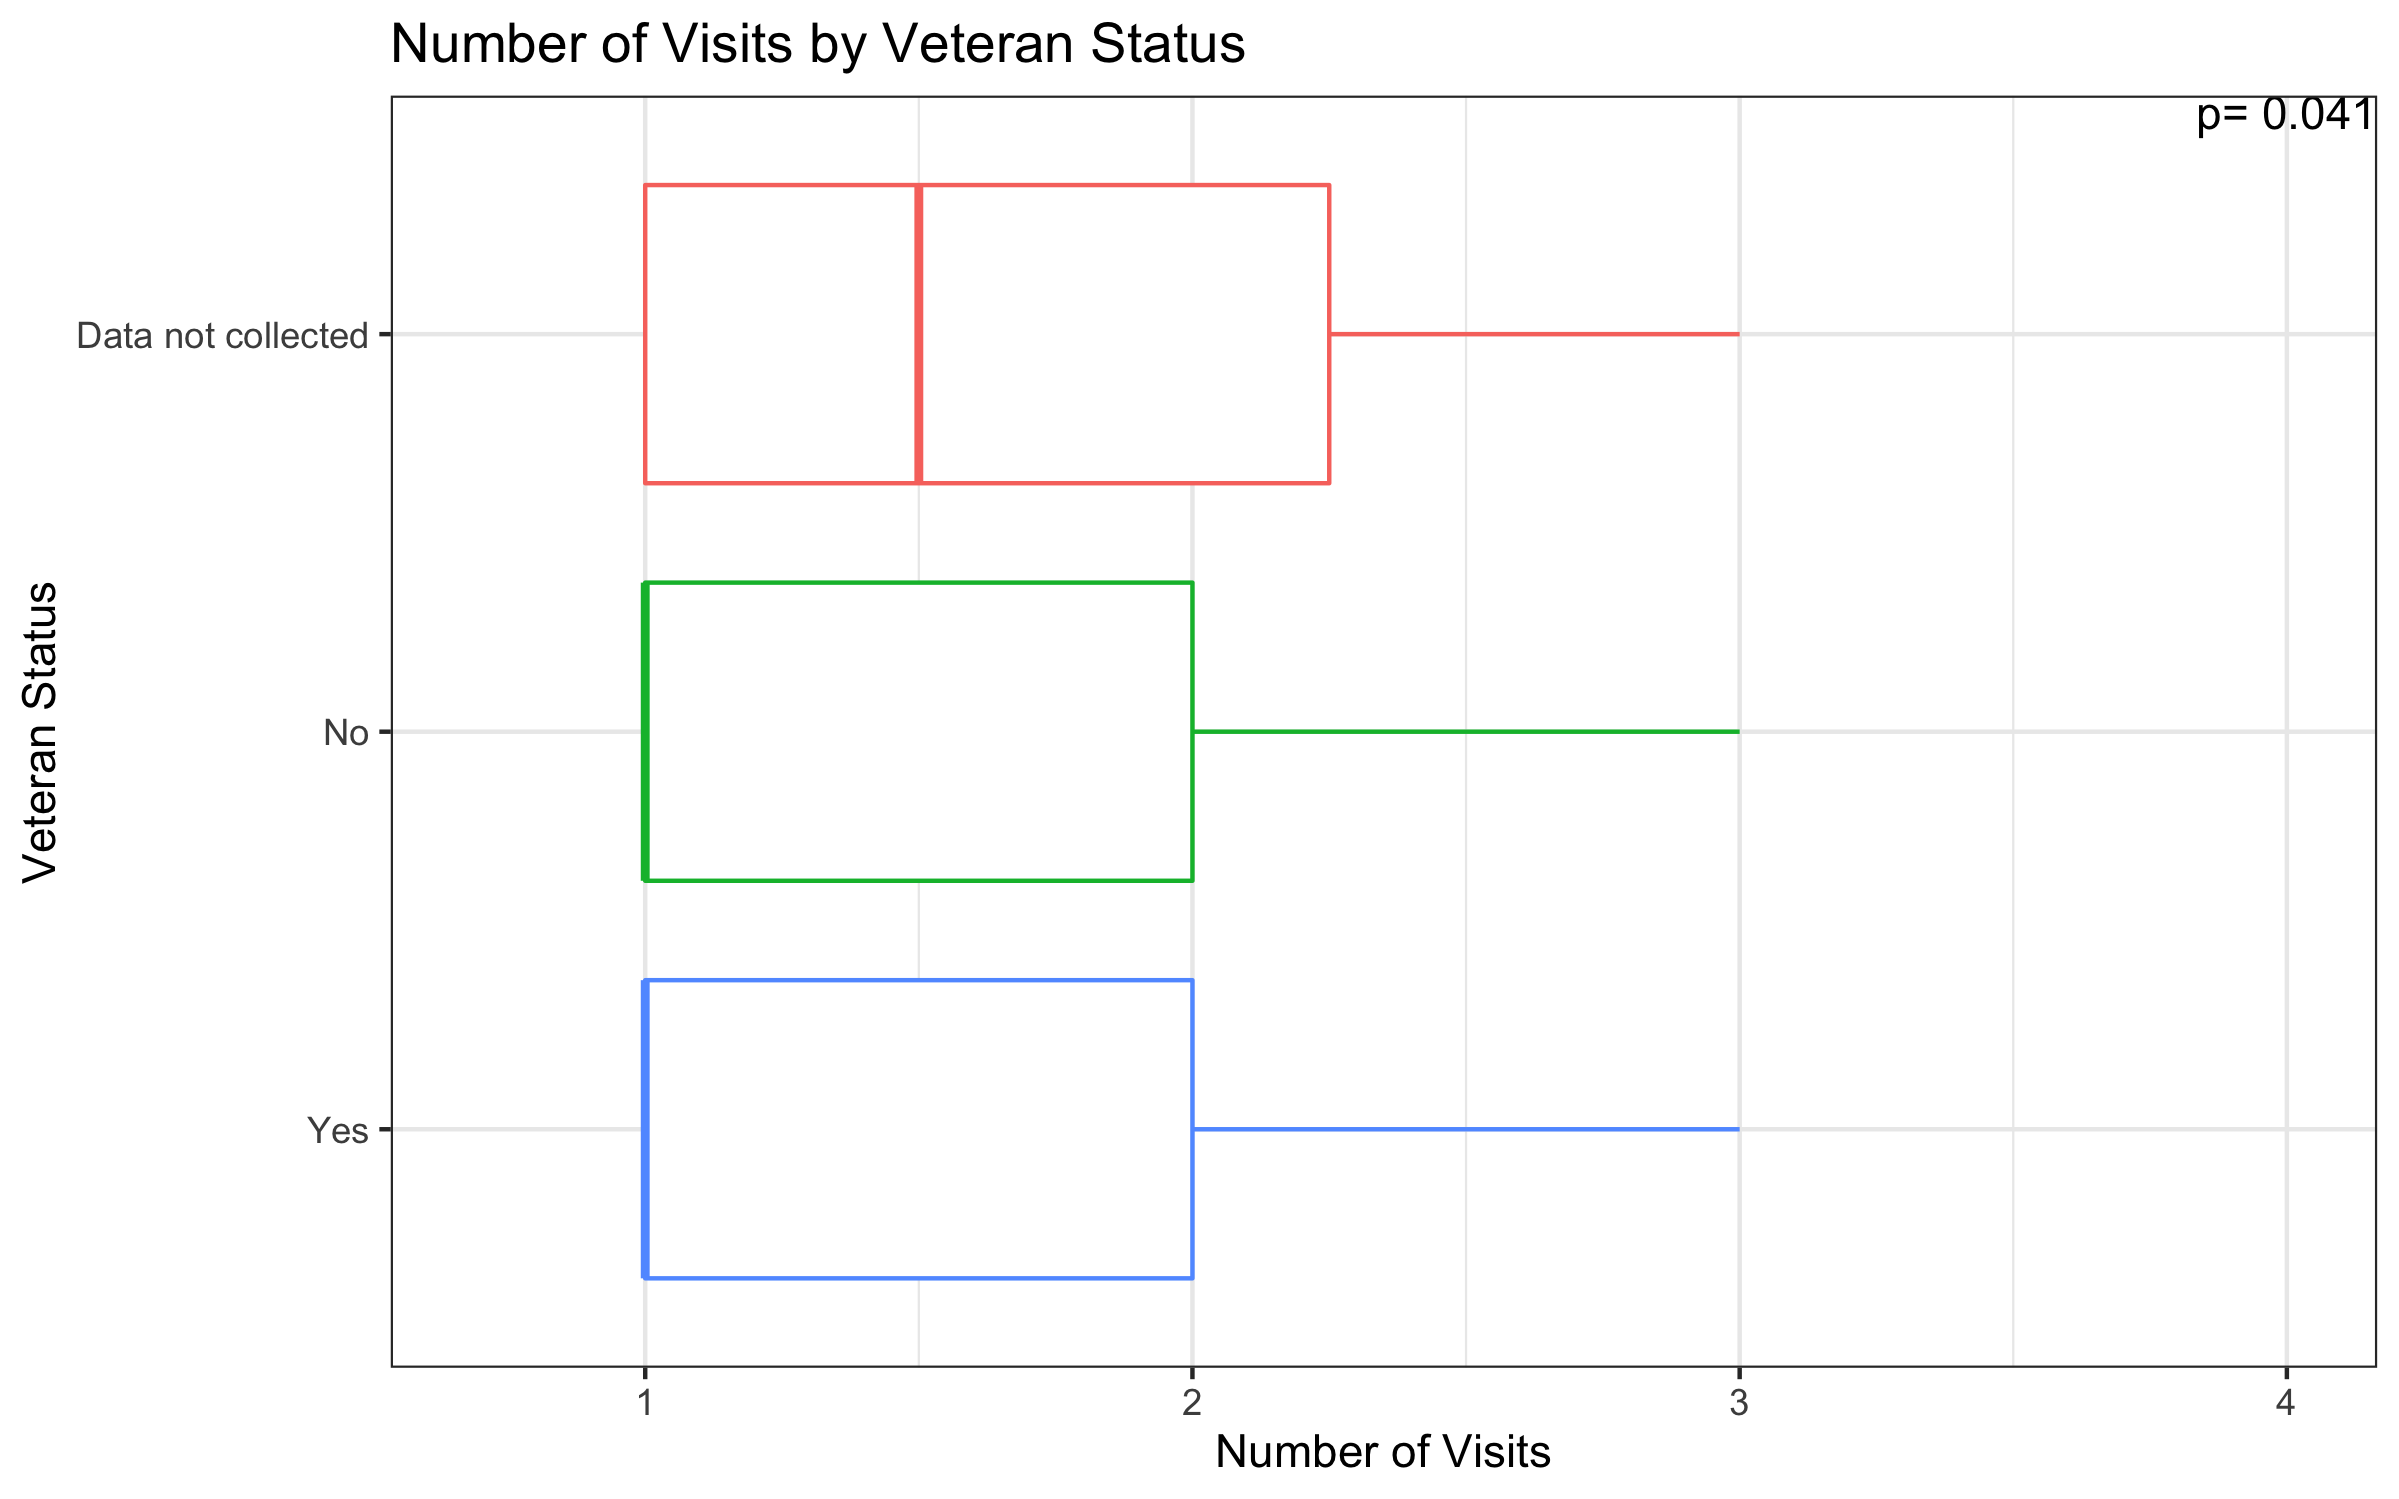 Number of Visits by Veteran Status
p= 0.041
Veteran Status
Data not collected
No
Yes
1 2 3 4
Number of Visits